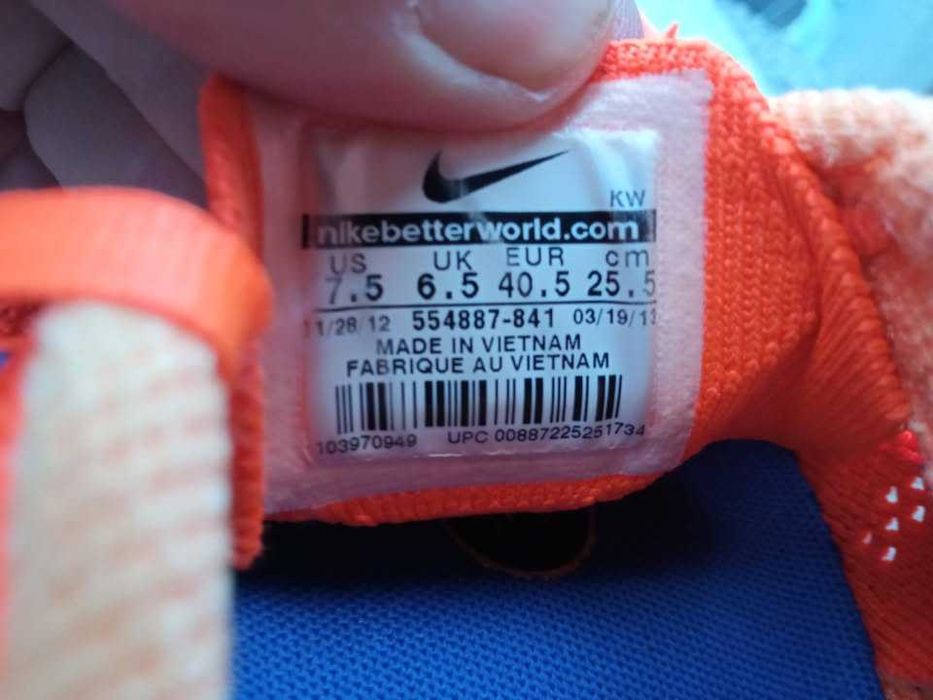 KW
nikebetterworld.com
US UK EUR cm
7.5 6.5 40.5 25.5
11/28/12 554887-841 03/19/13
MADE IN VIETNAM
FABRIQUE AU VIETNAM
103970949 UPC 00887225251734